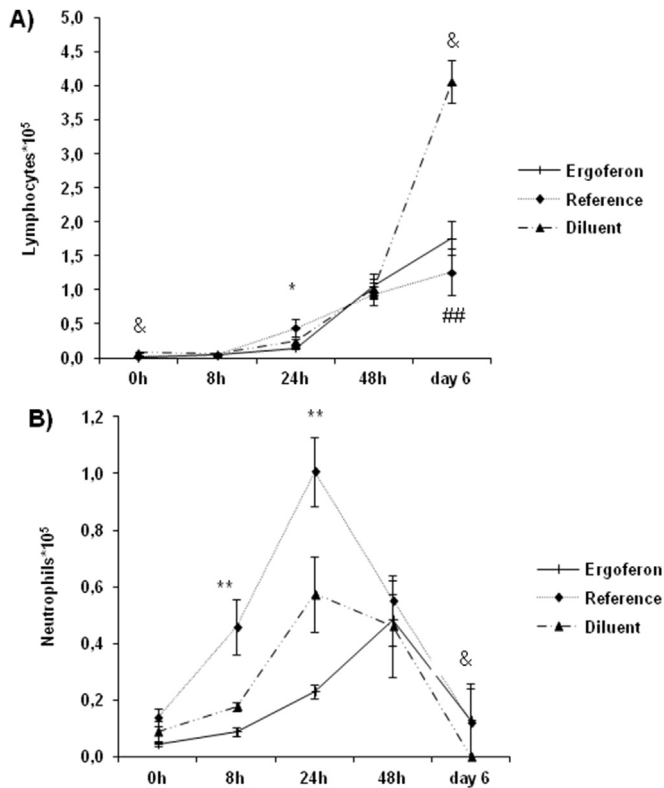 A)
Lymphocytes*10⁵
5,0
4,5
4,0
3,5
3,0
2,5
2,0
1,5
1,0
0,5
0,0
&
*
&
##
0h 8h 24h 48h day 6
Ergoferon
Reference
Diluent
B)
Neutrophils*10⁵
1,2
1,0
0,8
0,6
0,4
0,2
0,0
**
**
&
0h 8h 24h 48h day 6
Ergoferon
Reference
Diluent